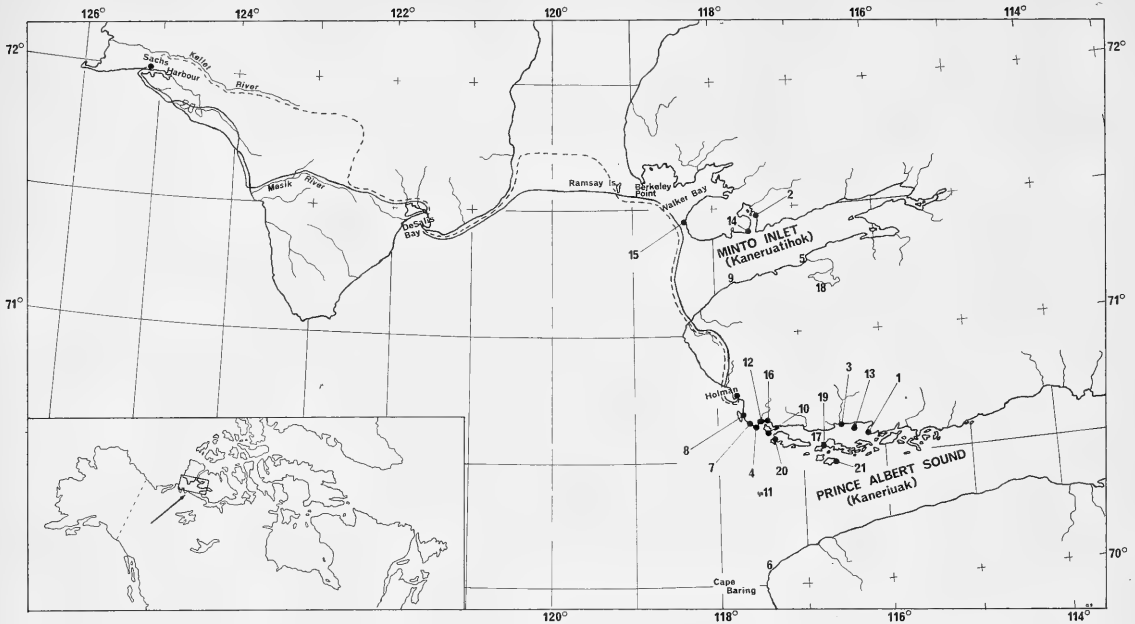 126° 124° 122° 120° 118° 116° 114°
72° 72°
Sachs
Harbour
Kellet
River
Masik River
DeSalis
Bay
Ramsay Is.
Berkeley
Point
Walker Bay
2
14
15
MINTO INLET
(Kaneruatihok)
5
9
18
71° 71°
12
16
3
13
1
Holman
19
10
17
8
7
4
20
21
11
PRINCE ALBERT SOUND
(Kaneriuak)
70°
6
Cape
Baring
120° 118° 116° 114°